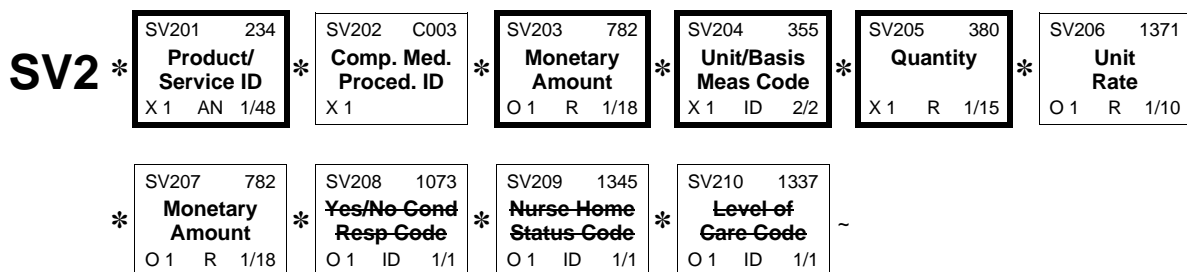 SV2 * SV201 234 * SV202 C003 * SV203 782 * SV204 355 * SV205 380 * SV206 1371
Product/ Comp. Med. Monetary Unit/Basis Quantity Unit
Service ID Proced. ID Amount Meas Code Rate
X 1 AN 1/48 X 1 O 1 R 1/18 X 1 ID 2/2 X 1 R 1/15 O 1 R 1/10
* SV207 782 * SV208 1073 * SV209 1345 * SV210 1337 ~
Monetary Yes/No Cond Nurse Home Level of
Amount Resp Code Status Code Care Code
O 1 R 1/18 O 1 ID 1/1 O 1 ID 1/1 O 1 ID 1/1